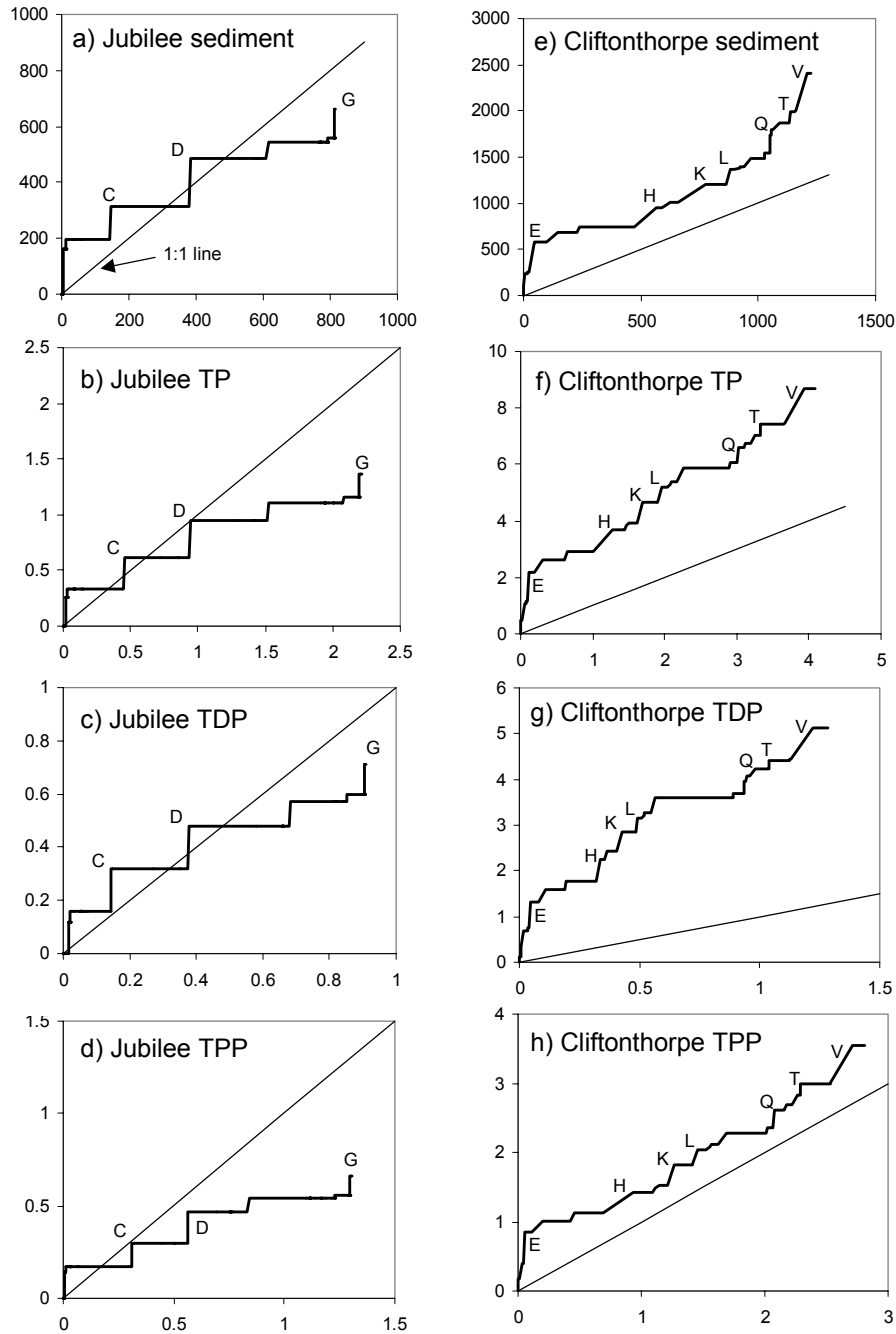 a) Jubilee sediment
1000
800
600
400
200
0
G
D
C
1:1 line
0 200 400 600 800 1000
e) Cliftonthorpe sediment
3000
2500
2000
1500
1000
500
0
V
T
Q
L
K
H
E
0 500 1000 1500
b) Jubilee TP
2.5
2
1.5
1
0.5
0
G
D
C
0 0.5 1 1.5 2 2.5
f) Cliftonthorpe TP
10
8
6
4
2
0
V
T
Q
L
K
H
E
0 1 2 3 4 5
c) Jubilee TDP
1
0.8
0.6
0.4
0.2
0
G
D
C
0 0.2 0.4 0.6 0.8 1
g) Cliftonthorpe TDP
6
5
4
3
2
1
0
V
T
Q
L
K
H
E
0 0.5 1 1.5
d) Jubilee TPP
1.5
1
0.5
0
G
C
D
0 0.5 1 1.5
h) Cliftonthorpe TPP
4
3
2
1
0
V
T
Q
L
K
H
E
0 1 2 3